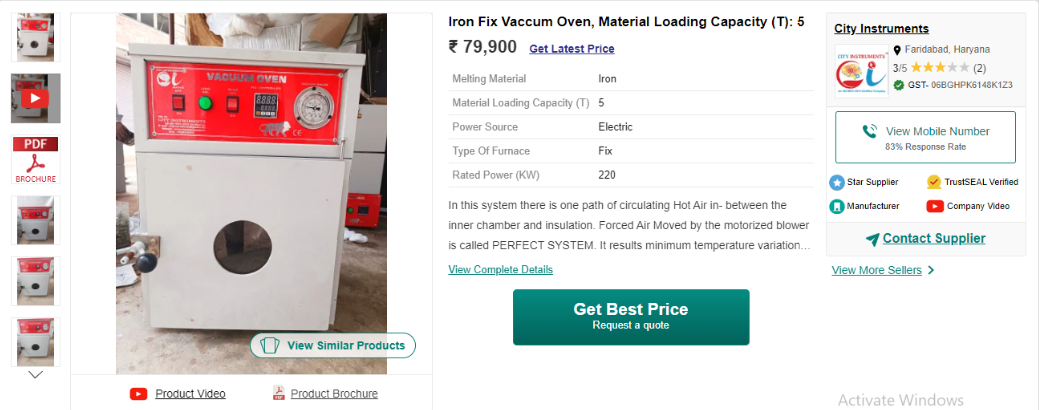 Iron Fix Vaccum Oven, Material Loading Capacity (T): 5
₹ 79,900 Get Latest Price
Melting Material Iron
Material Loading Capacity (T) 5
Power Source Electric
Type Of Furnace Fix
Rated Power (KW) 220
In this system there is one path of circulating Hot Air in- between the
inner chamber and insulation. Forced Air Moved by the motorized blower
is called PERFECT SYSTEM. It results minimum temperature variation…
View Complete Details
Get Best Price
Request a quote
VACUUM OVEN
PDF
BROCHURE
View Similar Products
Product Video
Product Brochure
City Instruments
CITY INSTRUMENTS
Faridabad, Haryana
3/5 (2)
GST- 06BGHPK6148K1Z3
View Mobile Number
83% Response Rate
Star Supplier
TrustSEAL Verified
Manufacturer
Company Video
Contact Supplier
View More Sellers
Activate Windows